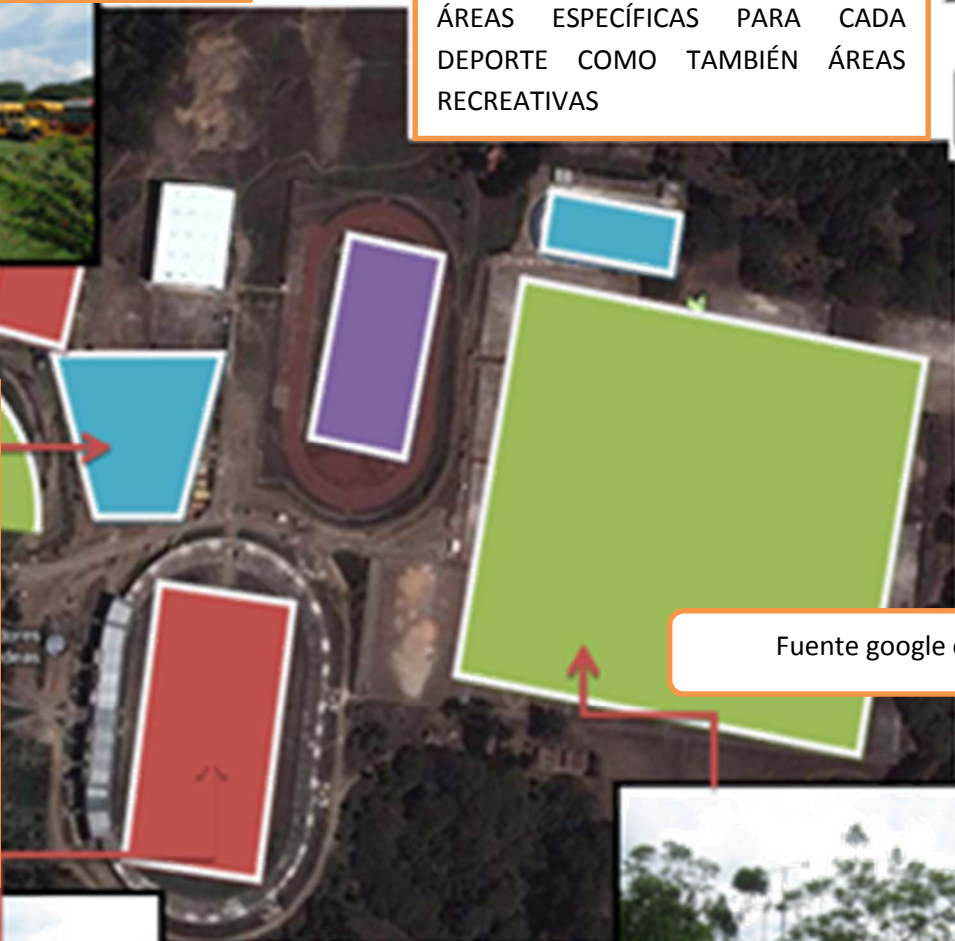 ÁREAS ESPECÍFICAS PARA CADA
DEPORTE COMO TAMBIÉN ÁREAS
RECREATIVAS
Fuente google